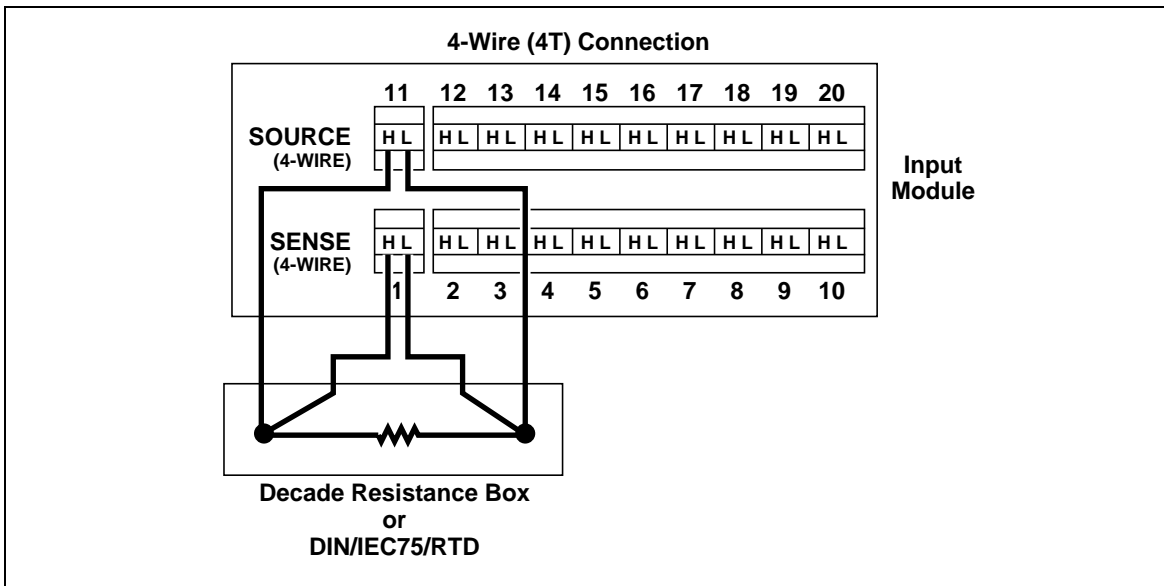 4-Wire (4T) Connection
11 12 13 14 15 16 17 18 19 20
SOURCE
(4-WIRE)
H L H L H L H L H L H L H L H L H L H L
Input
Module
SENSE
(4-WIRE)
H L H L H L H L H L H L H L H L H L H L
1 2 3 4 5 6 7 8 9 10
Decade Resistance Box
or
DIN/IEC75/RTD